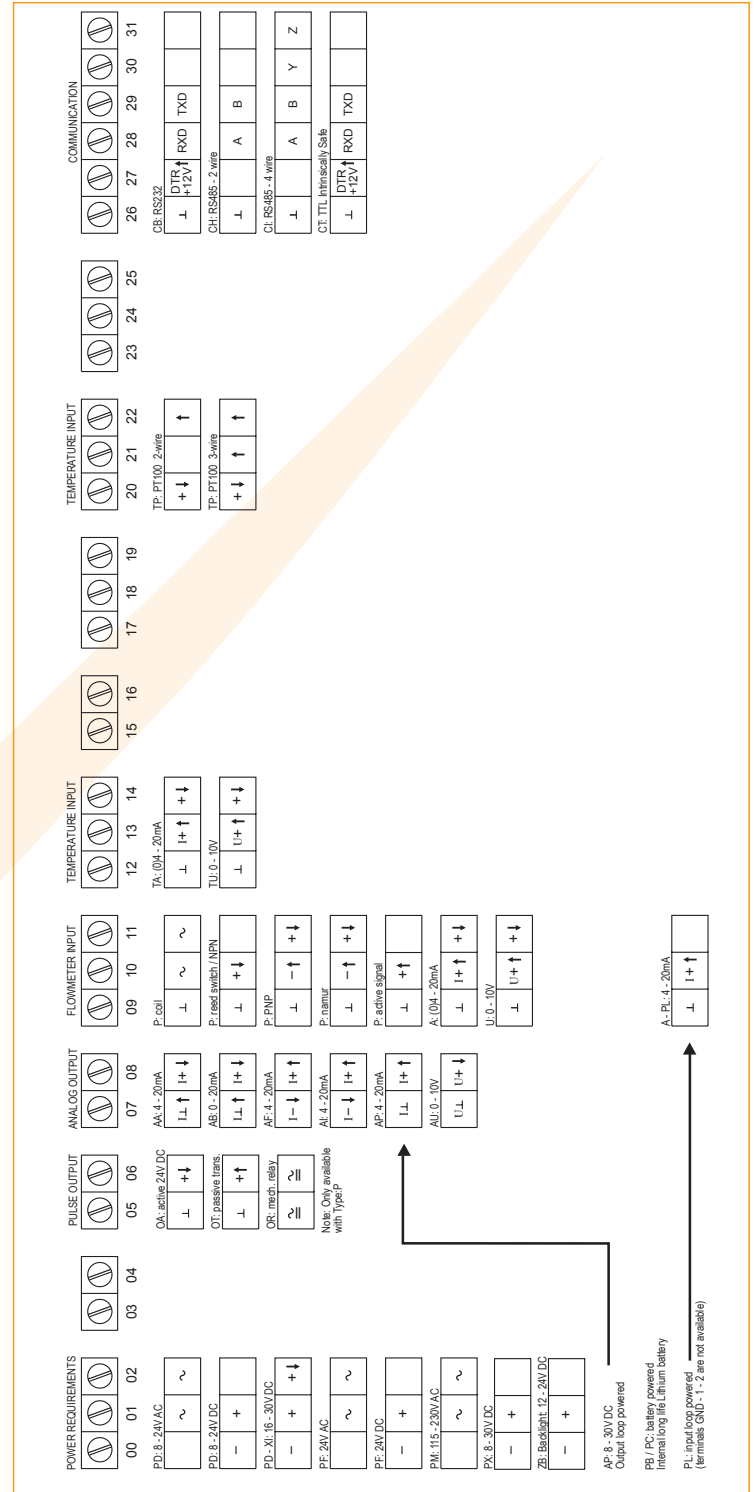 POWER REQUIREMENTS
00 01 02
PD: 8 - 24V AC
~ ~
PD: 8 - 24V DC
− +
PD - XI: 16 - 30V DC
− + +↓
PF: 24V AC
~ ~
PF: 24V DC
− +
PM: 115 - 230V AC
~ ~
PX: 8 - 30V DC
− +
ZB: Backlight: 12 - 24V DC
− +
AP: 8 - 30V DC
Output loop powered
PB / PC: battery powered
Internal long life Lithium battery
PL: input loop powered
(terminals GND - 1 - 2 are not available)
03 04
PULSE OUTPUT
05 06
OA: active 24V DC
⊥ +↓
OT: passive trans.
⊥ +↑
OR: mech. relay
≂ ≂
Note: Only available
with Type:P
ANALOG OUTPUT
07 08
AA: 4 - 20mA
I⊥↑ I+↓
AB: 0 - 20mA
I⊥↑ I+↓
AF: 4 - 20mA
I−↓ I+↑
AI: 4 - 20mA
I−↓ I+↑
AP: 4 - 20mA
I⊥ I+↑
AU: 0 - 10V
U⊥ U+↓
FLOWMETER INPUT
09 10 11
P: coil
⊥ ~ ~
P: reed switch / NPN
⊥ +↓
P: PNP
⊥ −↑ +↓
P: namur
⊥ −↑ +↓
P: active signal
⊥ +↑
A: (0)4 - 20mA
⊥ I+↑ +↓
U: 0 - 10V
⊥ U+↑ +↓
A - PL: 4 - 20mA
⊥ I+↑
TEMPERATURE INPUT
12 13 14
TA: (0)4 - 20mA
⊥ I+↑ +↓
TU: 0 - 10V
⊥ U+↑ +↓
15 16
17 18 19
TEMPERATURE INPUT
20 21 22
TP: PT100 2-wire
+↓ ↑
TP: PT100 3-wire
+↓ ↑ ↑
23 24 25
COMMUNICATION
26 27 28 29 30 31
CB: RS232
⊥ DTR +12V↑ RXD TXD
CH: RS485 - 2 wire
⊥ A B
CI: RS485 - 4 wire
⊥ A B Y Z
CT: TTL Intrinsically Safe
⊥ DTR +12V↑ RXD TXD